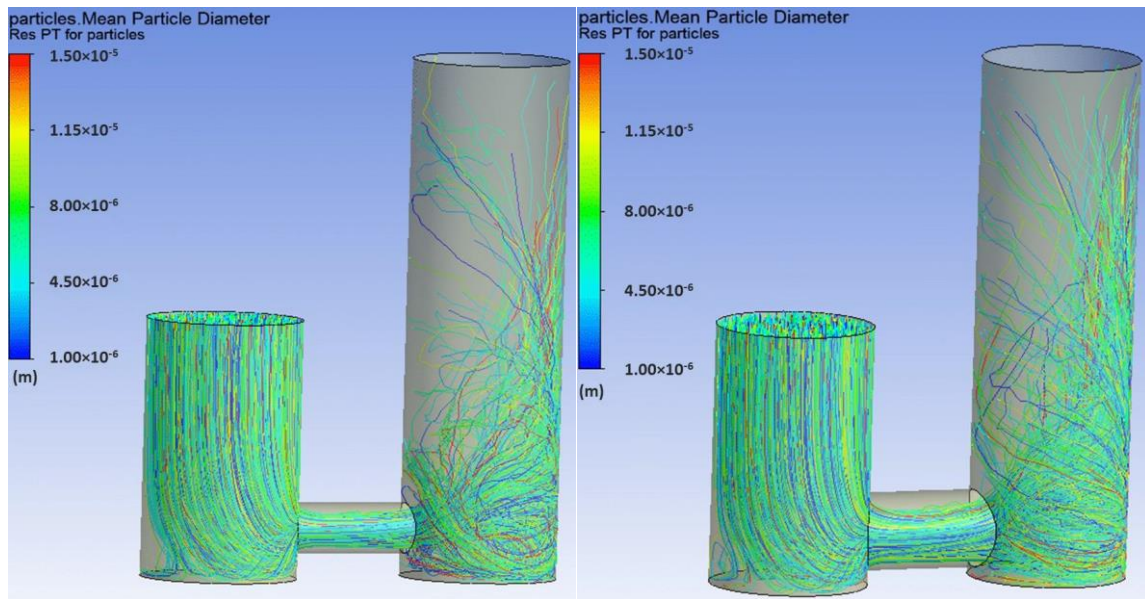 particles.Mean Particle Diameter
Res PT for particles
1.50×10⁻⁵
1.15×10⁻⁵
8.00×10⁻⁶
4.50×10⁻⁶
1.00×10⁻⁶
(m)
particles.Mean Particle Diameter
Res PT for particles
1.50×10⁻⁵
1.15×10⁻⁵
8.00×10⁻⁶
4.50×10⁻⁶
1.00×10⁻⁶
(m)